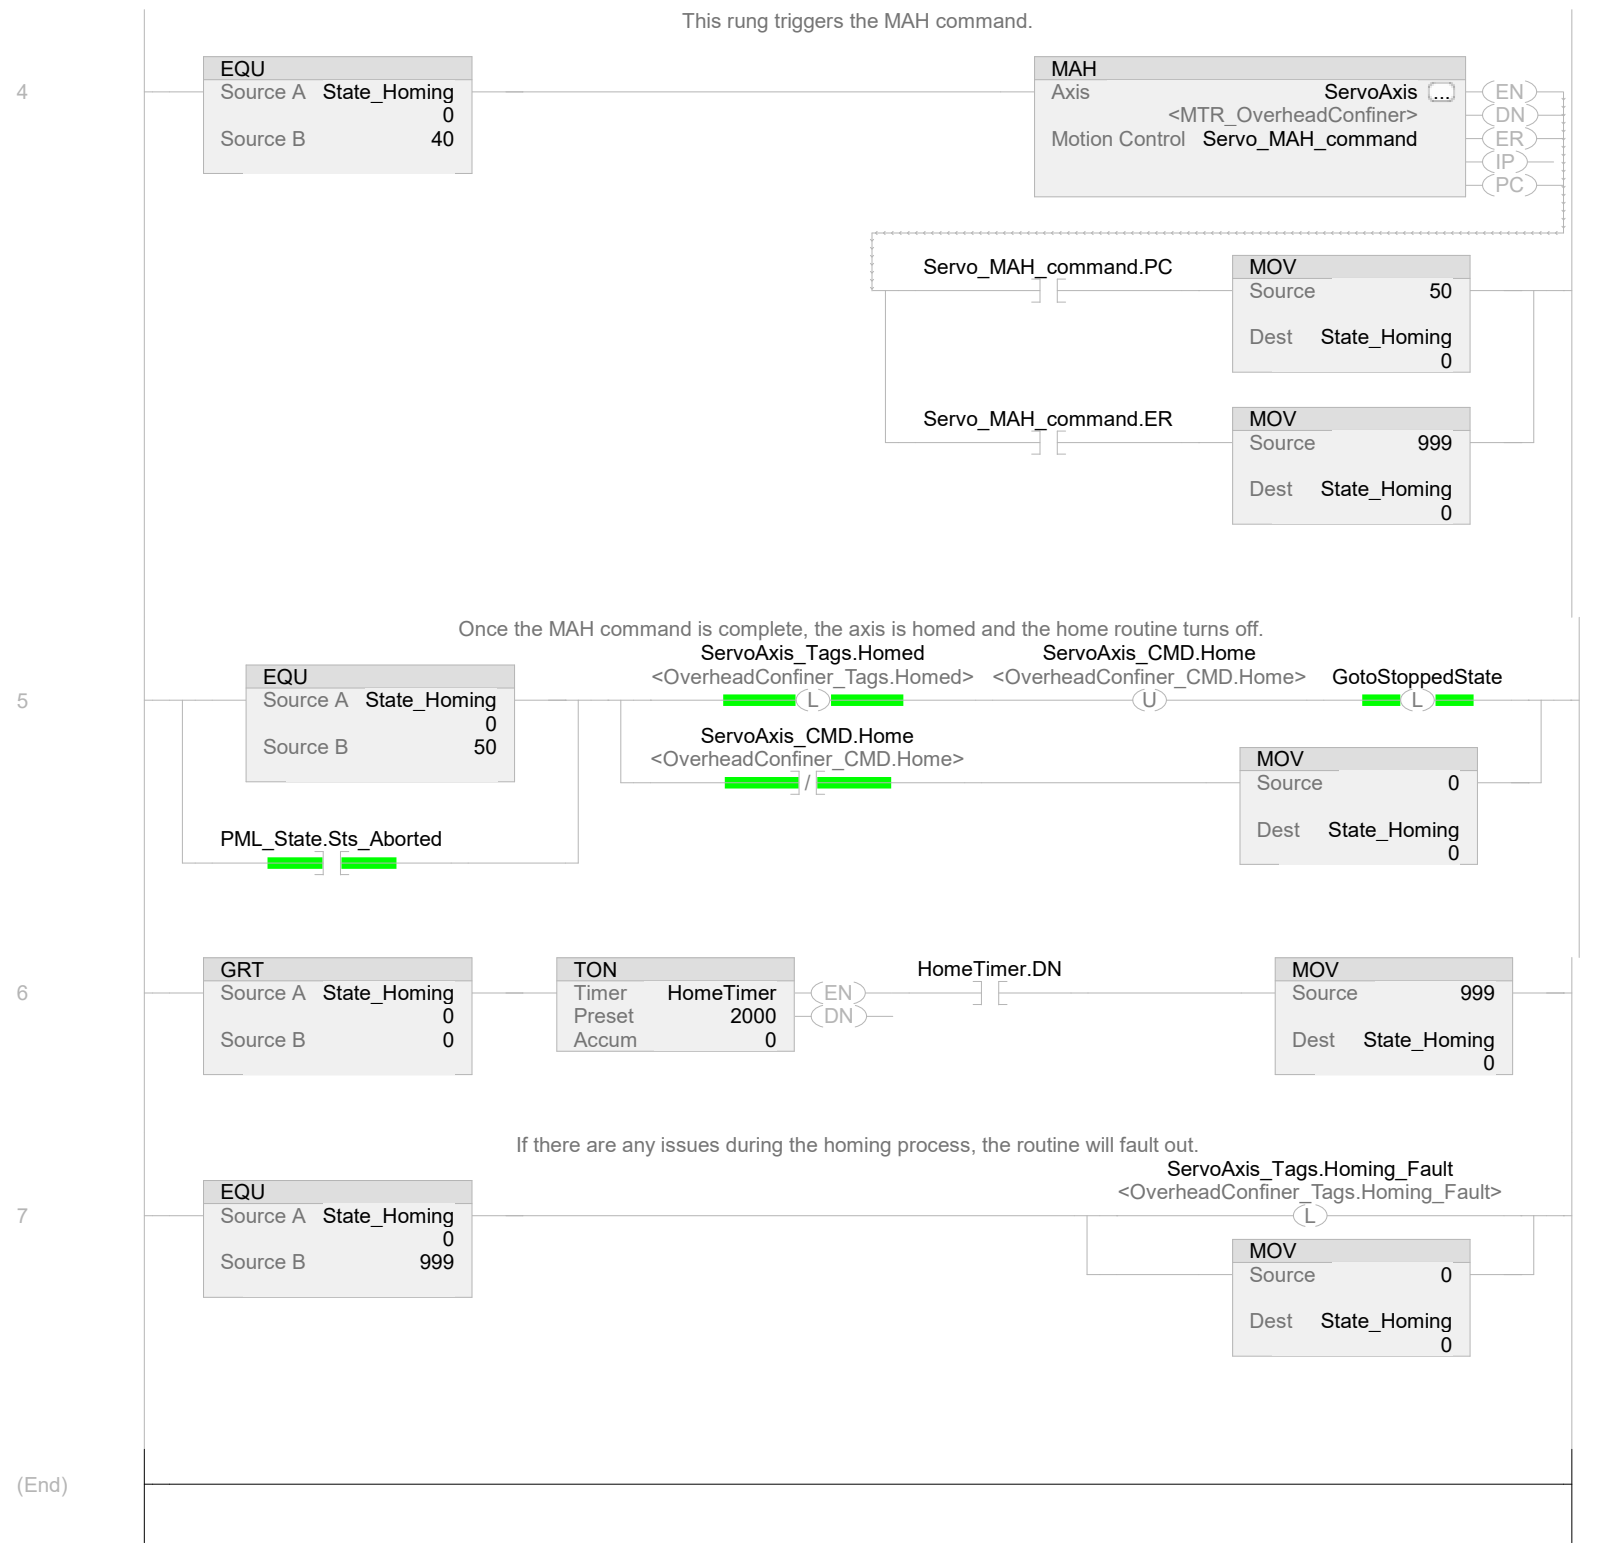 This rung triggers the MAH command.
4
EQU
Source A State_Homing
0
Source B 40
MAH
Axis ServoAxis ...
<MTR_OverheadConfiner>
Motion Control Servo_MAH_command
EN
DN
ER
IP
PC
Servo_MAH_command.PC
MOV
Source 50
Dest State_Homing
0
Servo_MAH_command.ER
MOV
Source 999
Dest State_Homing
0
Once the MAH command is complete, the axis is homed and the home routine turns off.
5
EQU
Source A State_Homing
0
Source B 50
PML_State.Sts_Aborted
ServoAxis_Tags.Homed
<OverheadConfiner_Tags.Homed>
L
ServoAxis_CMD.Home
<OverheadConfiner_CMD.Home>
U
GotoStoppedState
L
ServoAxis_CMD.Home
<OverheadConfiner_CMD.Home>
/
MOV
Source 0
Dest State_Homing
0
6
GRT
Source A State_Homing
0
Source B 0
TON
Timer HomeTimer
Preset 2000
Accum 0
EN
DN
HomeTimer.DN
MOV
Source 999
Dest State_Homing
0
If there are any issues during the homing process, the routine will fault out.
7
EQU
Source A State_Homing
0
Source B 999
ServoAxis_Tags.Homing_Fault
<OverheadConfiner_Tags.Homing_Fault>
L
MOV
Source 0
Dest State_Homing
0
(End)